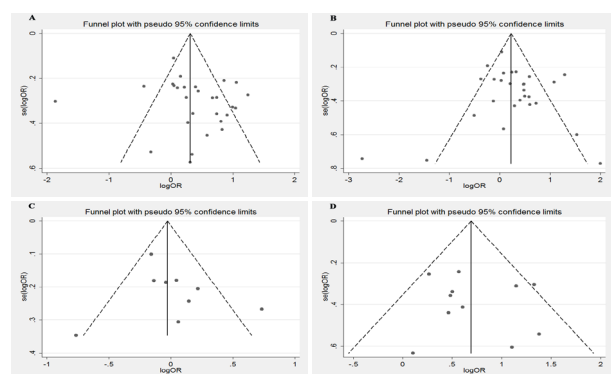 A
Funnel plot with pseudo 95% confidence limits
0
.2
.4
.6
se(logOR)
-2
-1
0
1
2
logOR
B
Funnel plot with pseudo 95% confidence limits
0
.2
.4
.6
.8
se(logOR)
-3
-2
-1
0
1
2
logOR
C
Funnel plot with pseudo 95% confidence limits
0
.1
.2
.3
.4
se(logOR)
-1
-.5
0
.5
1
logOR
D
Funnel plot with pseudo 95% confidence limits
0
.2
.4
.6
se(logOR)
-.5
0
.5
1
1.5
2
logOR